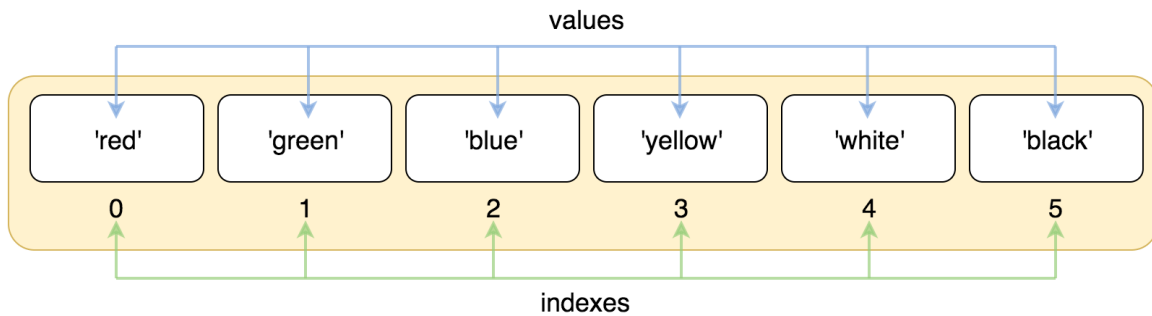 values
'red' 'green' 'blue' 'yellow' 'white' 'black'
0 1 2 3 4 5
indexes